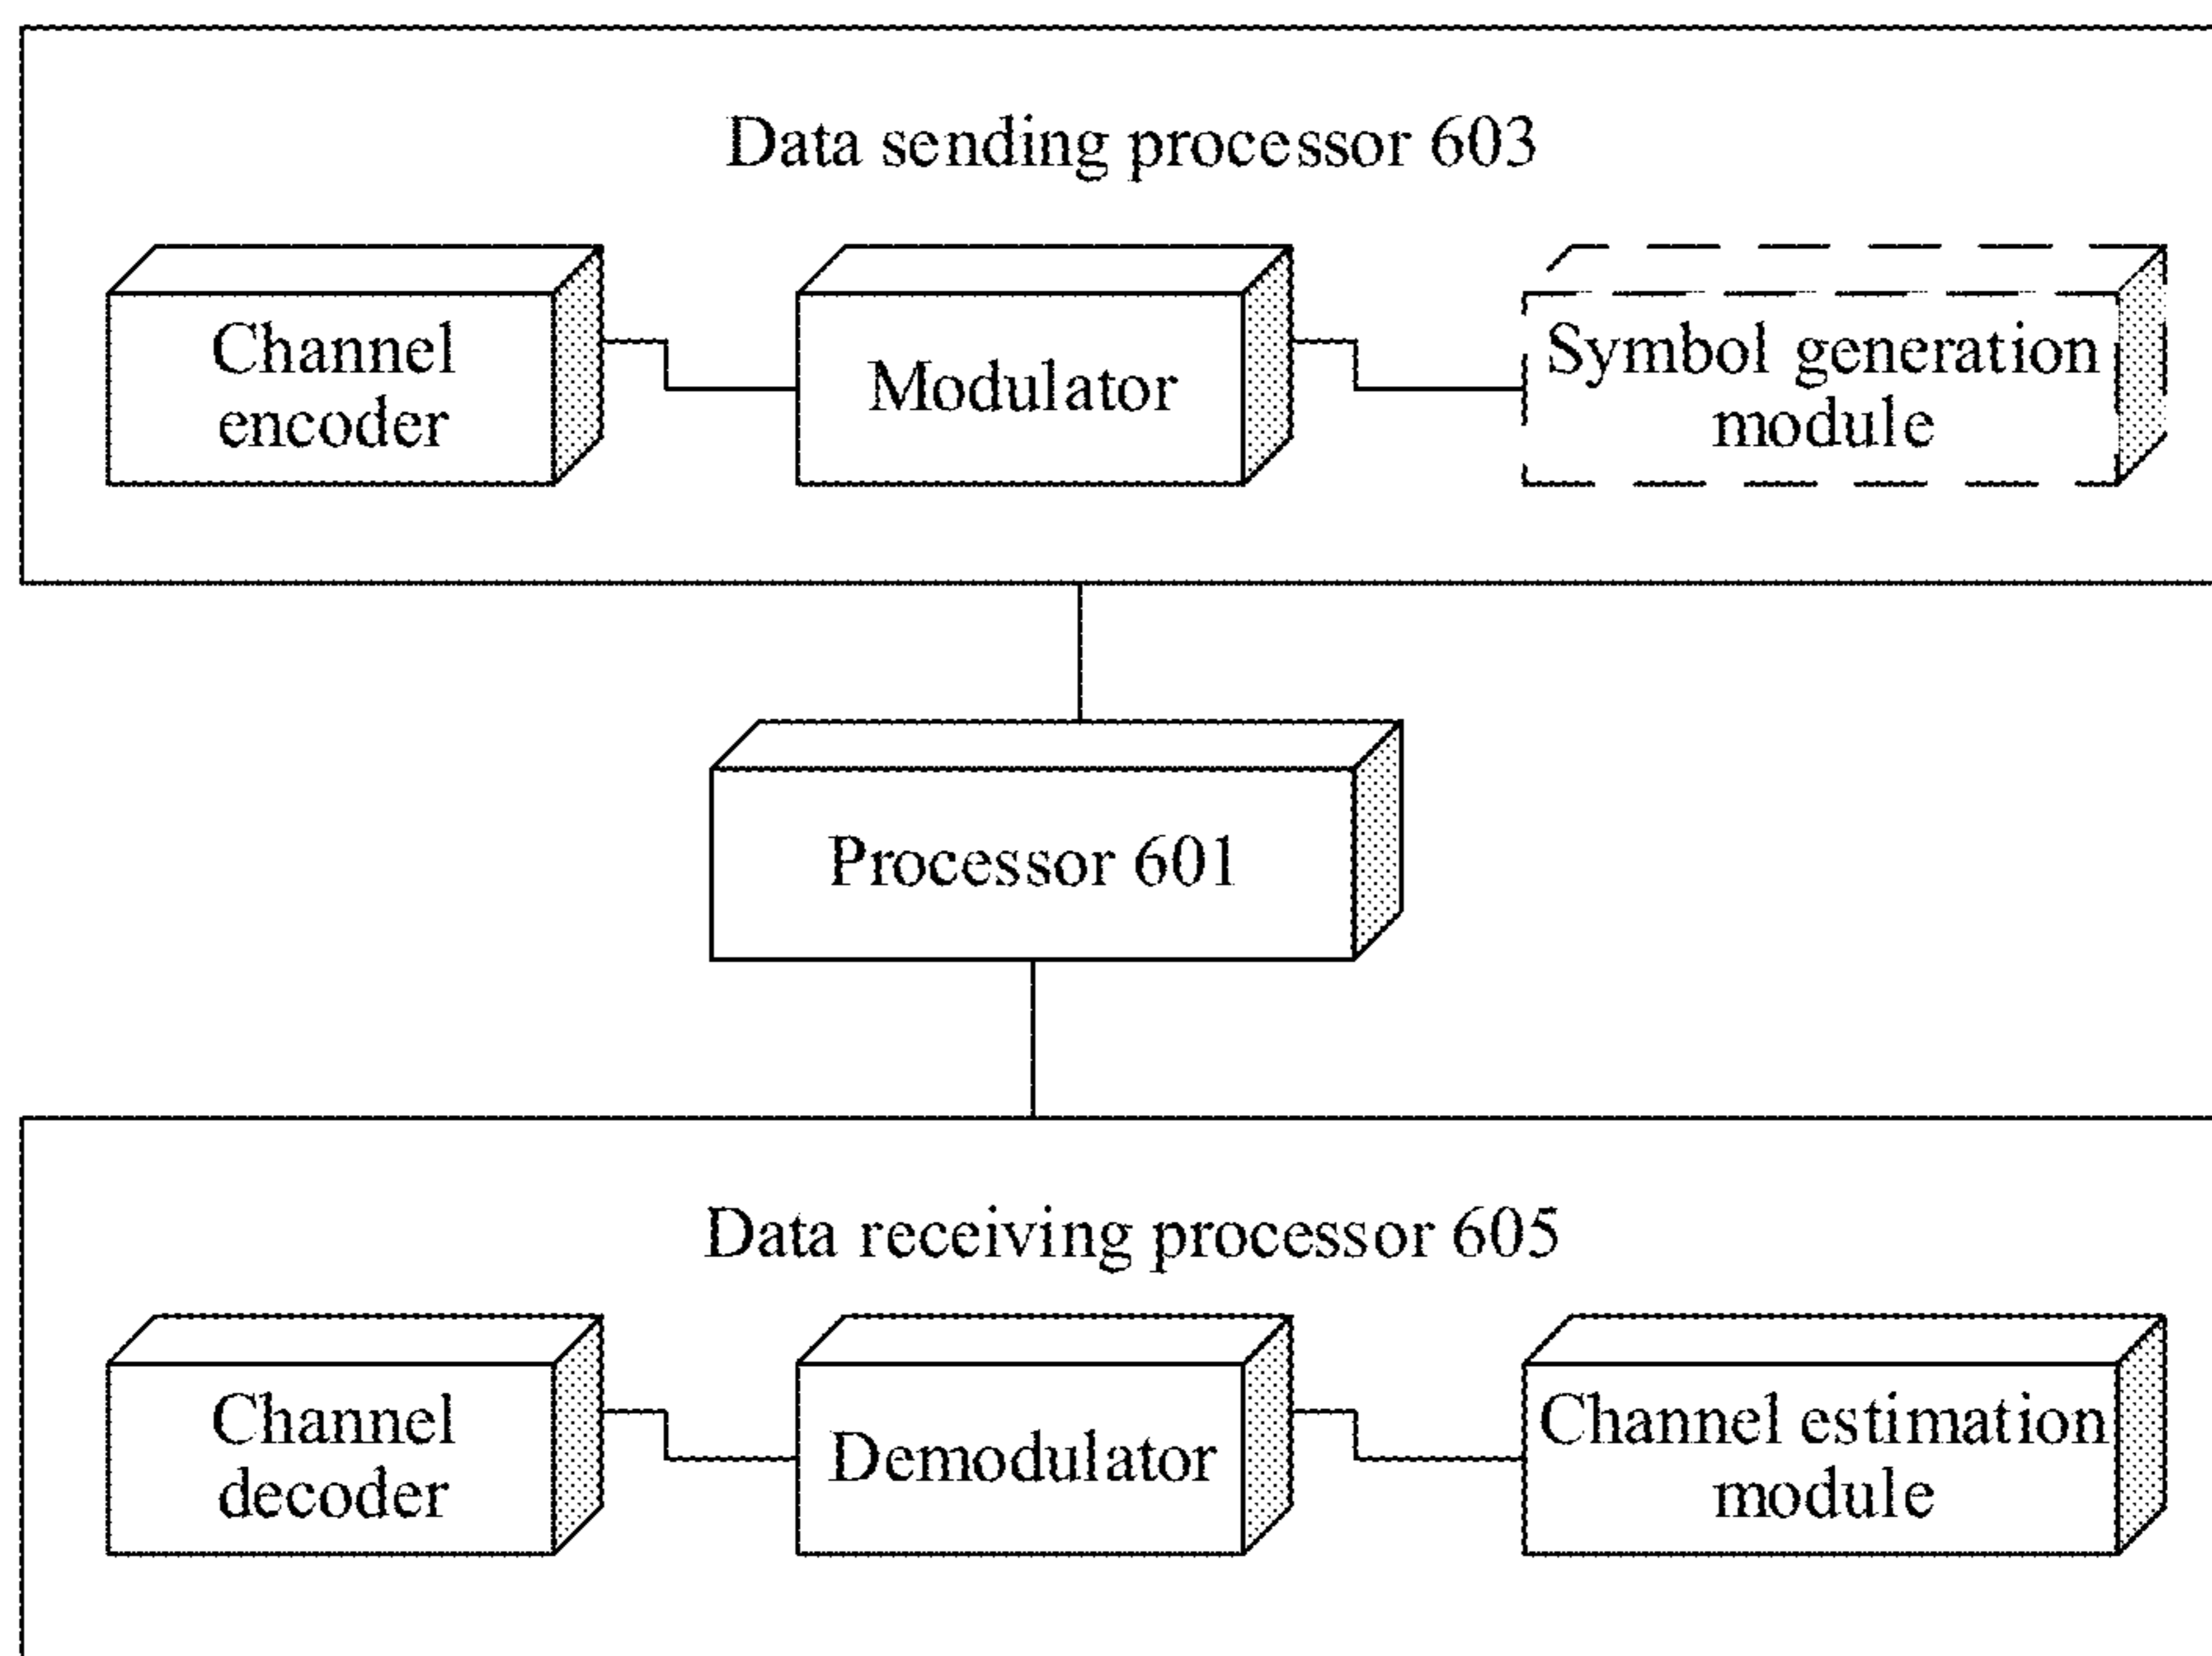 Data sending processor 603
Channel
encoder
Modulator
Symbol generation
module
Processor 601
Data receiving processor 605
Channel
decoder
Demodulator
Channel estimation
module